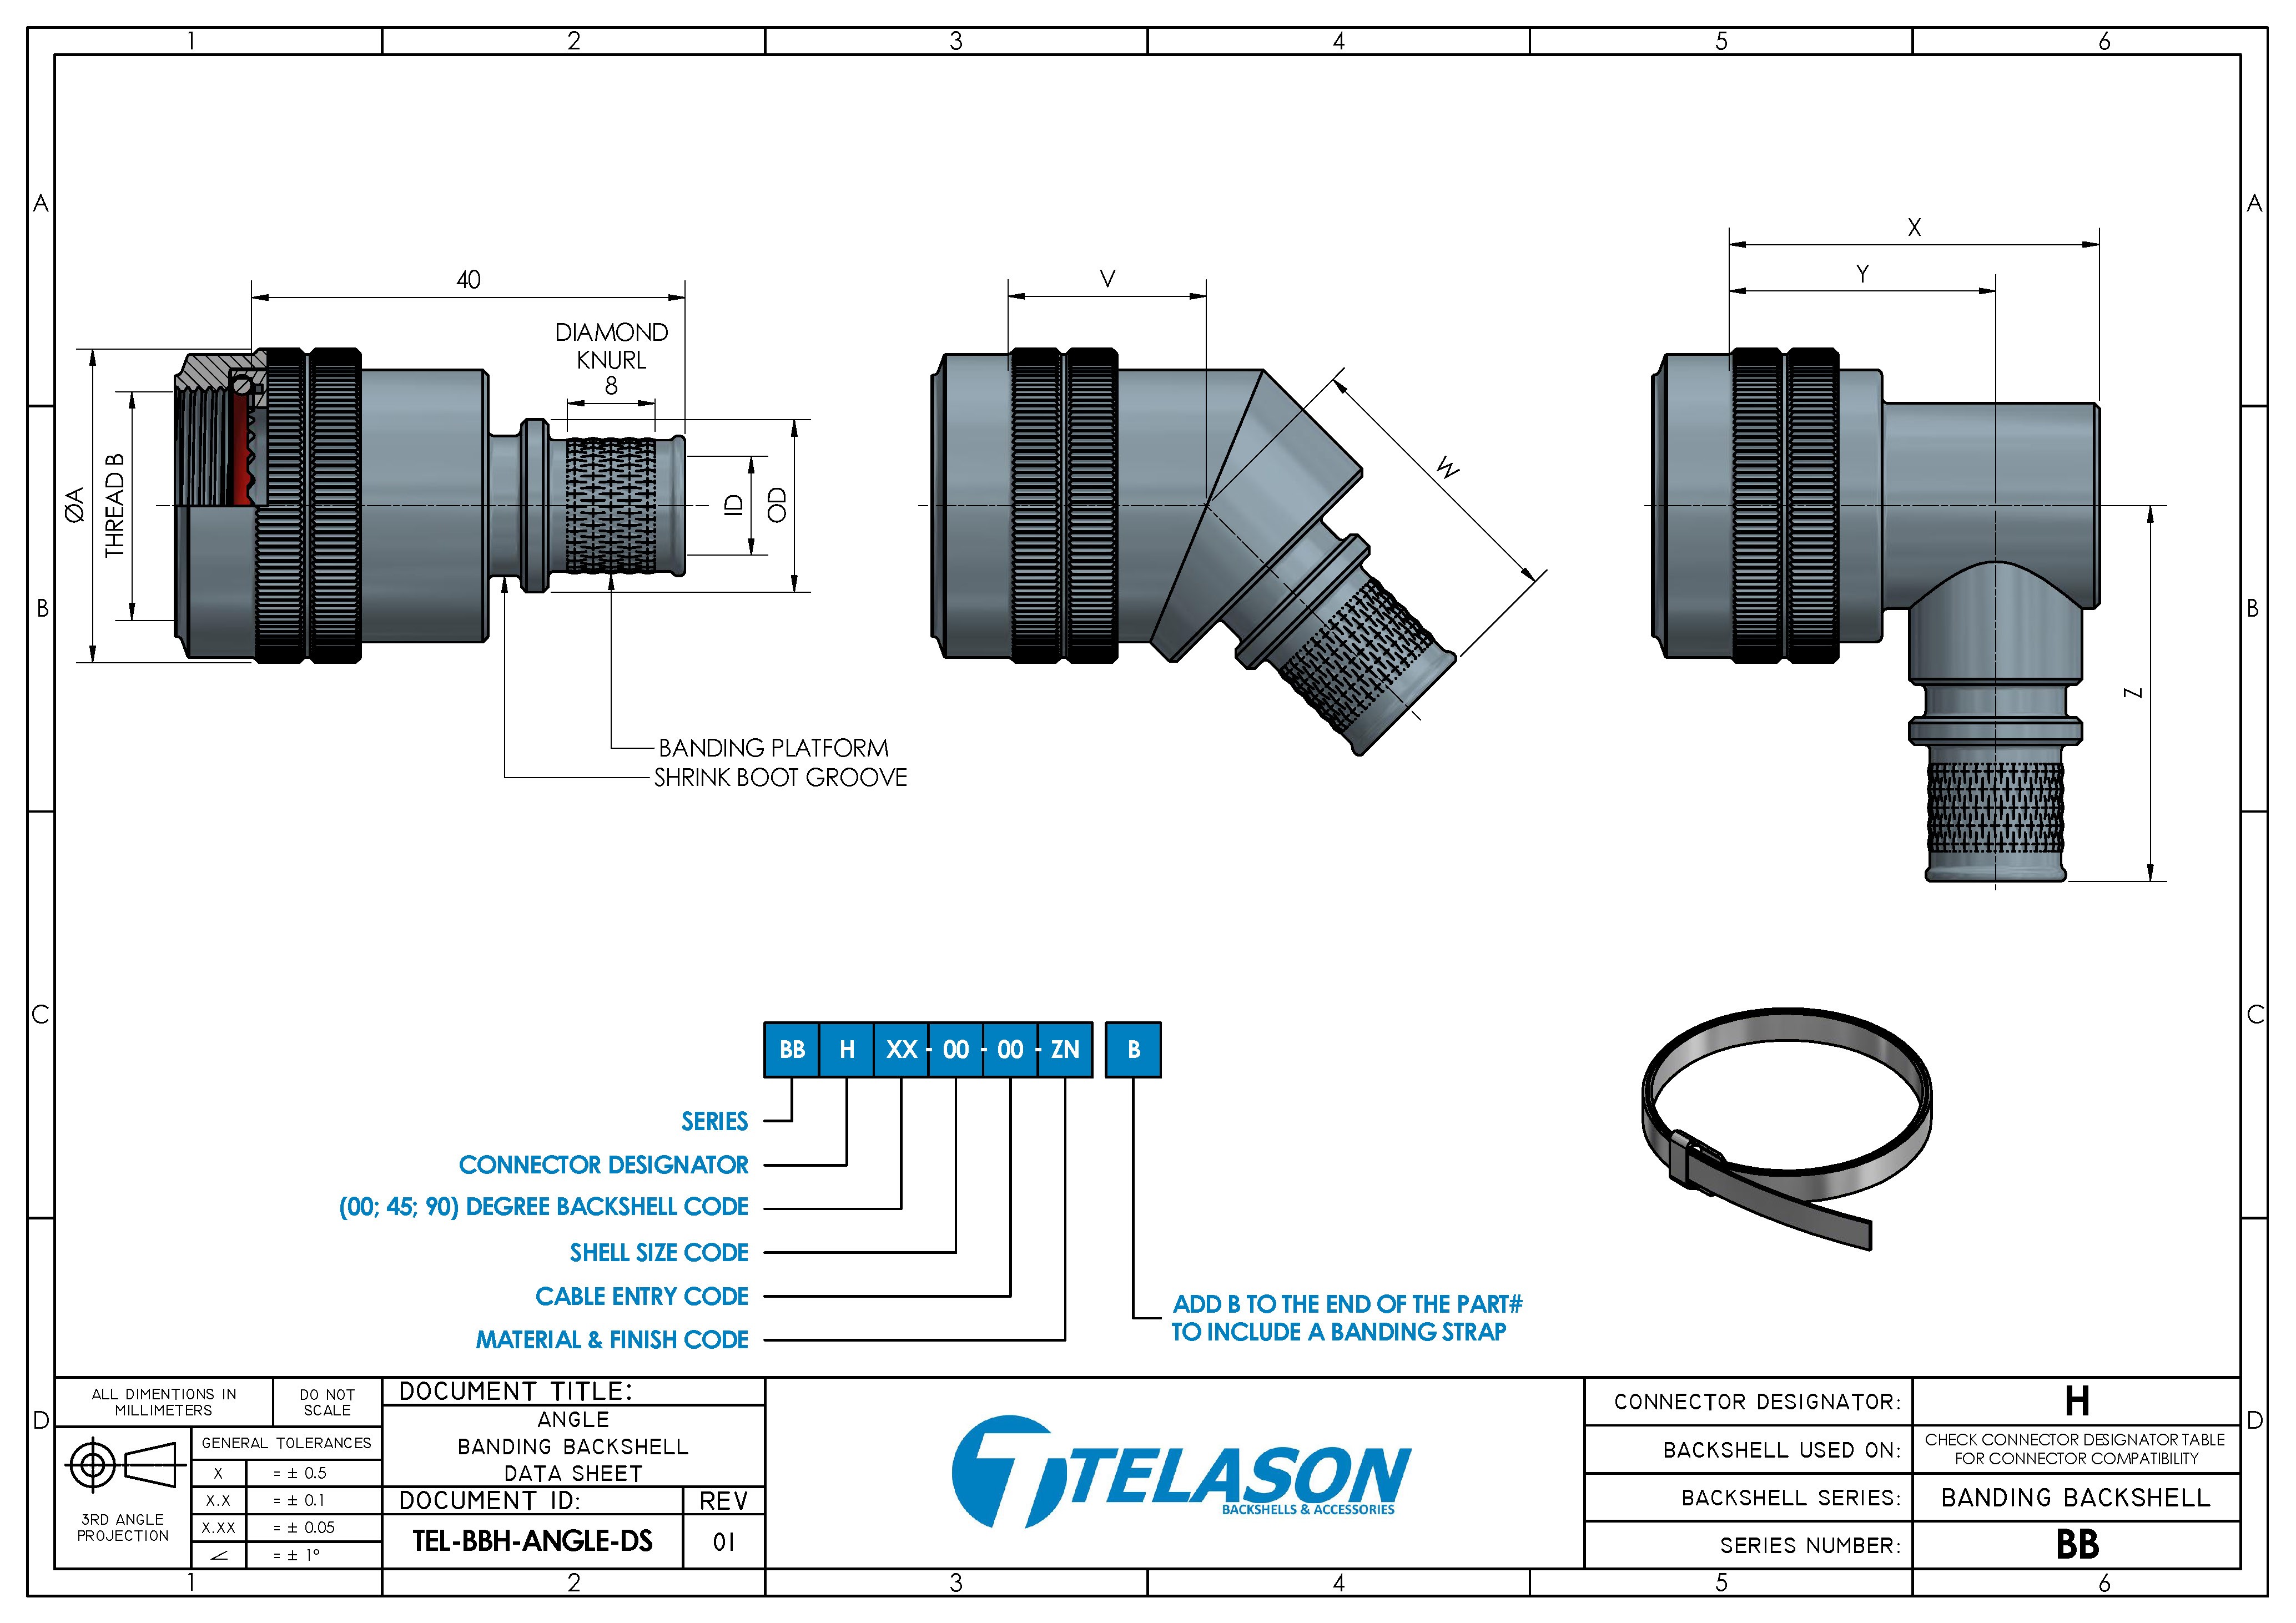 1 2 3 4 5 6
A A
B B
C C
D D
40
DIAMOND
KNURL
8
ØA
THREAD B
ID
OD
BANDING PLATFORM
SHRINK BOOT GROOVE
V
W
X
Y
Z
BB H XX - 00 - 00 - ZN B
SERIES
CONNECTOR DESIGNATOR
(00; 45; 90) DEGREE BACKSHELL CODE
SHELL SIZE CODE
CABLE ENTRY CODE
MATERIAL & FINISH CODE
ADD B TO THE END OF THE PART#
TO INCLUDE A BANDING STRAP
ALL DIMENTIONS IN
MILLIMETERS
DO NOT
SCALE
3RD ANGLE
PROJECTION
GENERAL TOLERANCES
X = ± 0.5
X.X = ± 0.1
X.XX = ± 0.05
∠ = ± 1°
DOCUMENT TITLE:
ANGLE
BANDING BACKSHELL
DATA SHEET
DOCUMENT ID: REV
TEL-BBH-ANGLE-DS 01
TELASON
BACKSHELLS & ACCESSORIES
CONNECTOR DESIGNATOR: H
BACKSHELL USED ON: CHECK CONNECTOR DESIGNATOR TABLE
FOR CONNECTOR COMPATIBILITY
BACKSHELL SERIES: BANDING BACKSHELL
SERIES NUMBER: BB
1 2 3 4 5 6